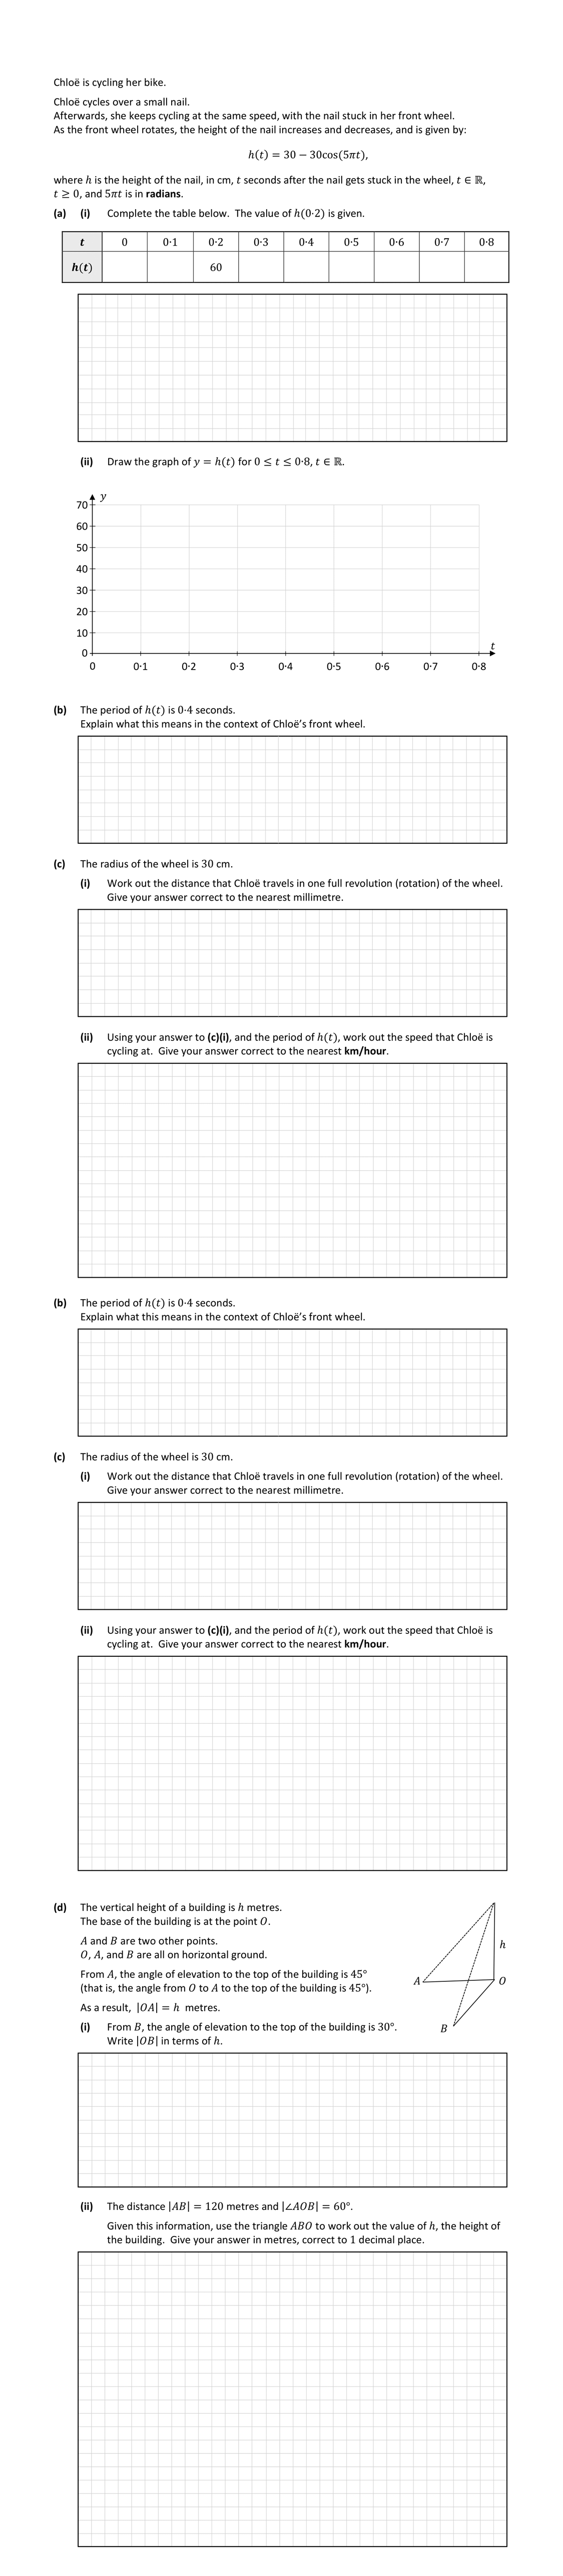 Chloë is cycling her bike.
Chloë cycles over a small nail.
Afterwards, she keeps cycling at the same speed, with the nail stuck in her front wheel.
As the front wheel rotates, the height of the nail increases and decreases, and is given by:
h(t) = 30 − 30cos(5πt),
where h is the height of the nail, in cm, t seconds after the nail gets stuck in the wheel, t ∈ ℝ,
t ≥ 0, and 5πt is in radians.
(a) (i) Complete the table below. The value of h(0·2) is given.
t 0 0·1 0·2 0·3 0·4 0·5 0·6 0·7 0·8
h(t) 60
(ii) Draw the graph of y = h(t) for 0 ≤ t ≤ 0·8, t ∈ ℝ.
y
70
60
50
40
30
20
10
0
t
0 0·1 0·2 0·3 0·4 0·5 0·6 0·7 0·8
(b) The period of h(t) is 0·4 seconds.
Explain what this means in the context of Chloë's front wheel.
(c) The radius of the wheel is 30 cm.
(i) Work out the distance that Chloë travels in one full revolution (rotation) of the wheel.
Give your answer correct to the nearest millimetre.
(ii) Using your answer to (c)(i), and the period of h(t), work out the speed that Chloë is
cycling at. Give your answer correct to the nearest km/hour.
(b) The period of h(t) is 0·4 seconds.
Explain what this means in the context of Chloë's front wheel.
(c) The radius of the wheel is 30 cm.
(i) Work out the distance that Chloë travels in one full revolution (rotation) of the wheel.
Give your answer correct to the nearest millimetre.
(ii) Using your answer to (c)(i), and the period of h(t), work out the speed that Chloë is
cycling at. Give your answer correct to the nearest km/hour.
(d) The vertical height of a building is h metres.
The base of the building is at the point O.
A and B are two other points.
O, A, and B are all on horizontal ground.
From A, the angle of elevation to the top of the building is 45°
(that is, the angle from O to A to the top of the building is 45°).
As a result, |OA| = h metres.
h
A
O
B
(i) From B, the angle of elevation to the top of the building is 30°.
Write |OB| in terms of h.
(ii) The distance |AB| = 120 metres and |∠AOB| = 60°.
Given this information, use the triangle ABO to work out the value of h, the height of
the building. Give your answer in metres, correct to 1 decimal place.